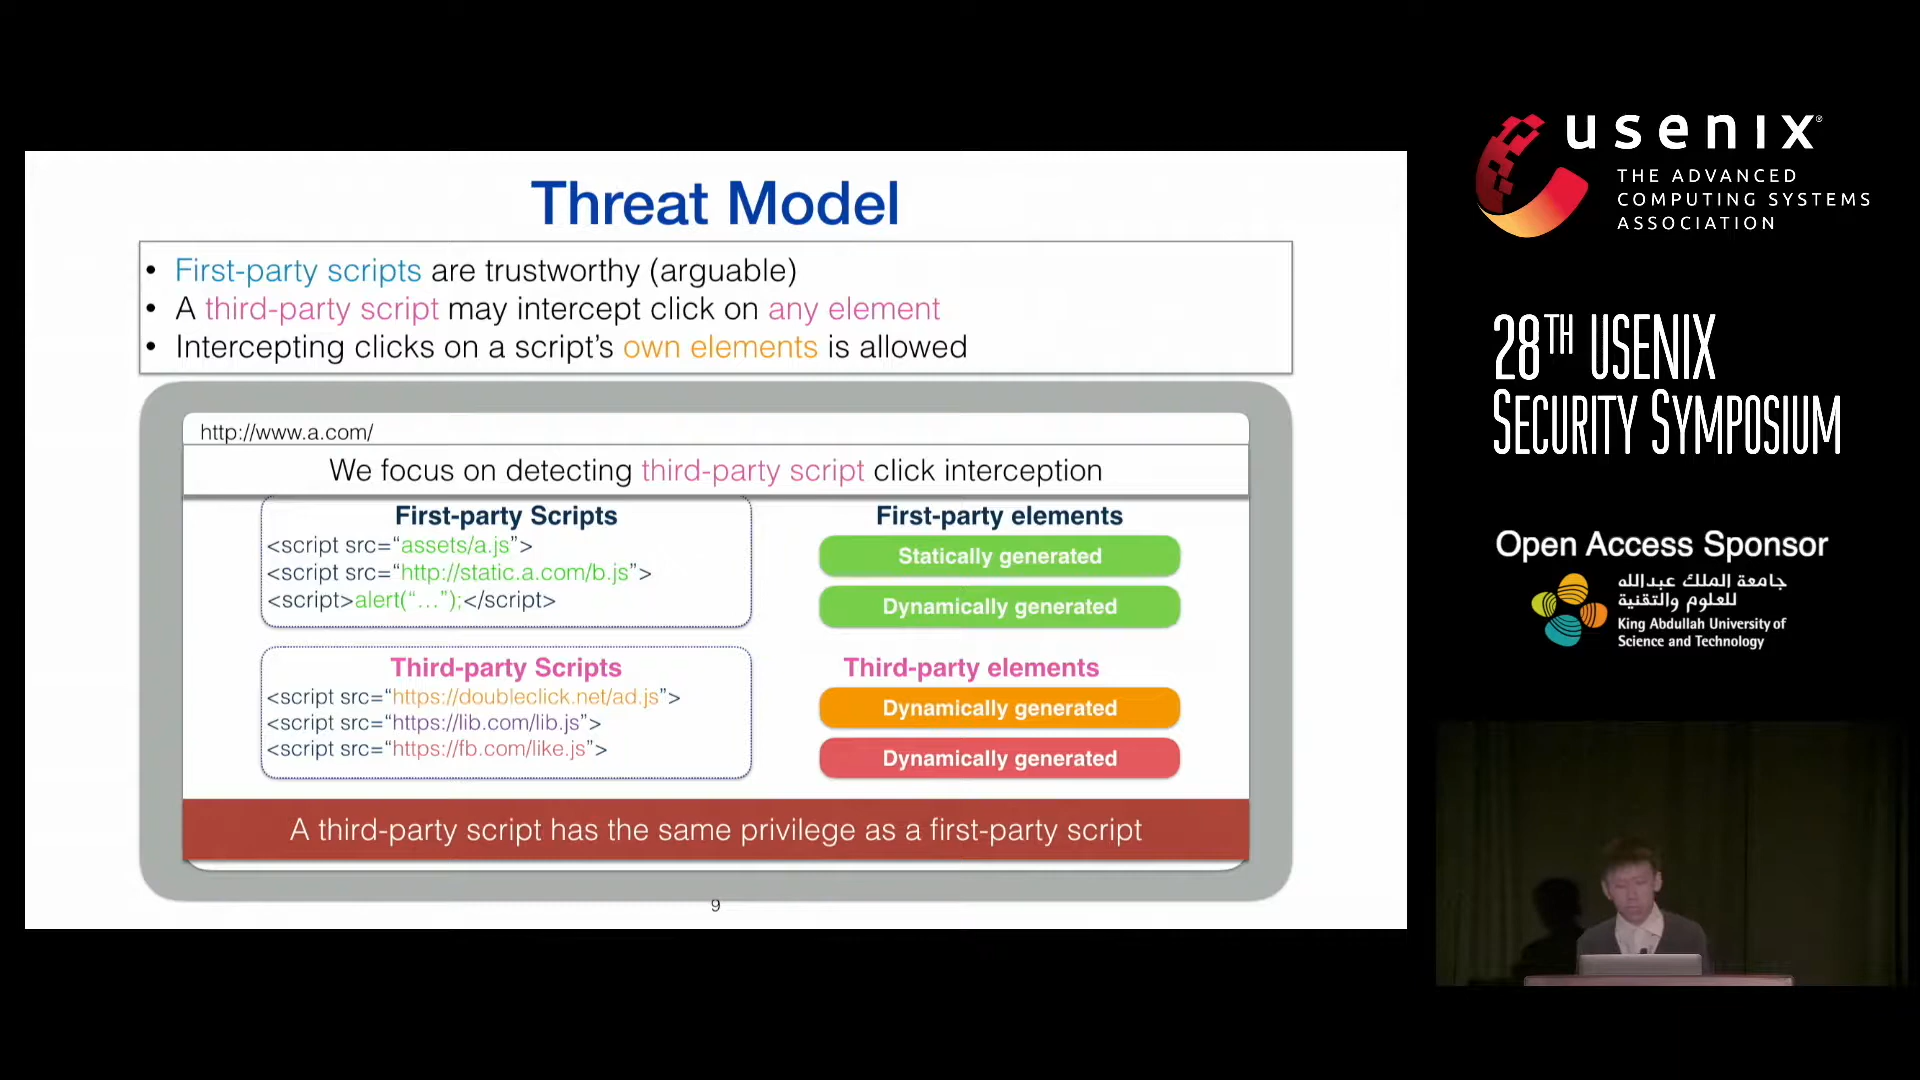 Threat Model
• First-party scripts are trustworthy (arguable)
• A third-party script may intercept click on any element
• Intercepting clicks on a script's own elements is allowed
http://www.a.com/
We focus on detecting third-party script click interception
First-party Scripts
<script src=“assets/a.js”>
<script src=“http://static.a.com/b.js”>
<script>alert(“…”);</script>
First-party elements
Statically generated
Dynamically generated
Third-party Scripts
<script src=“https://doubleclick.net/ad.js”>
<script src=“https://lib.com/lib.js”>
<script src=“https://fb.com/like.js”>
Third-party elements
Dynamically generated
Dynamically generated
A third-party script has the same privilege as a first-party script
9
usenix®
THE ADVANCED
COMPUTING SYSTEMS
ASSOCIATION
28TH USENIX
SECURITY SYMPOSIUM
Open Access Sponsor
جامعة الملك عبدالله
للعلوم والتقنية
King Abdullah University of
Science and Technology